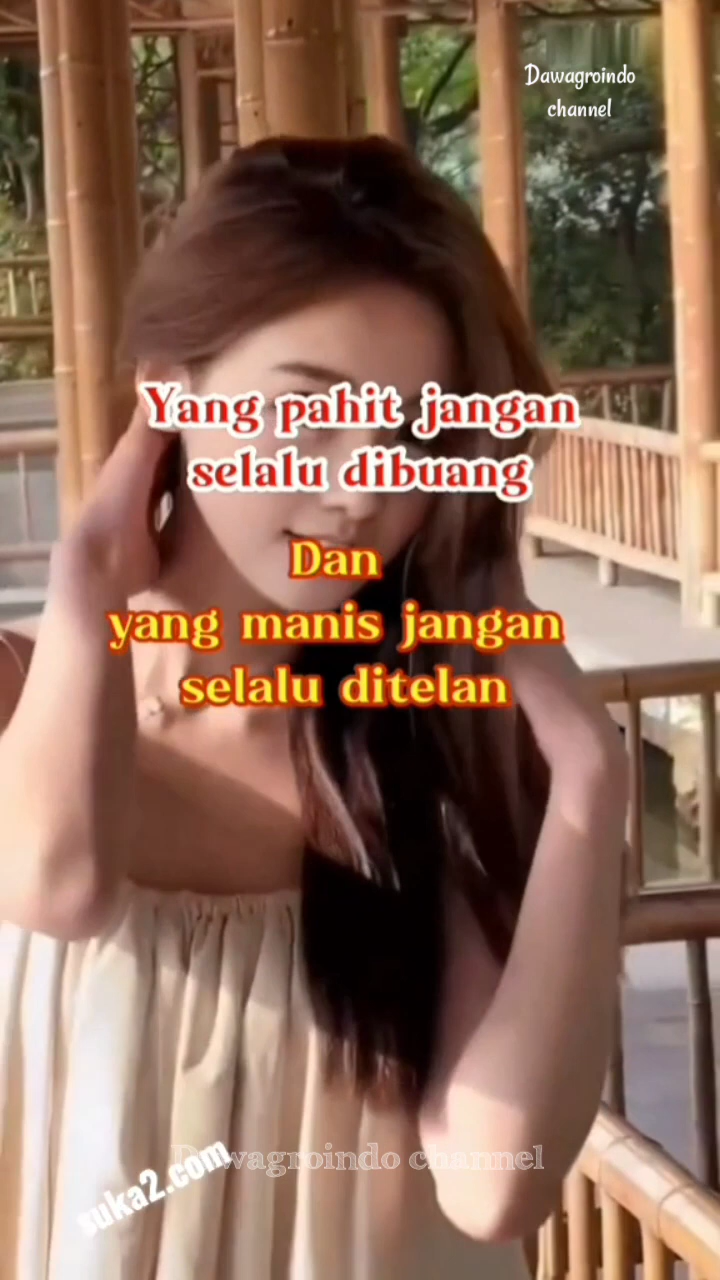 Dawagroindo
channel
Yang pahit jangan
selalu dibuang
Dan
yang manis jangan
selalu ditelan
Dawagroindo channel
suka2.com